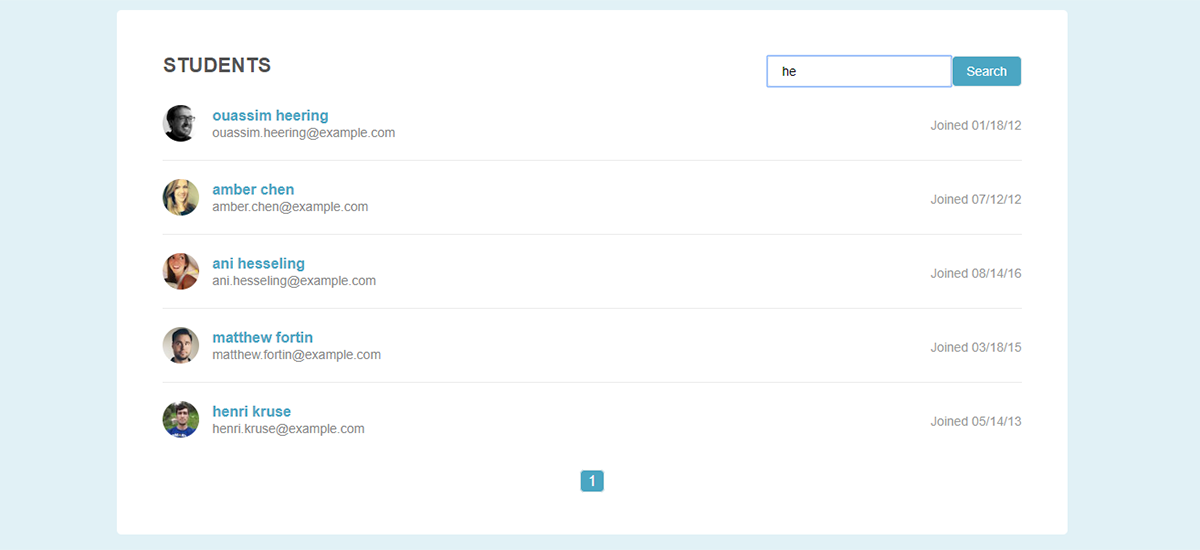 STUDENTS
he
Search
ouassim heering
ouassim.heering@example.com
Joined 01/18/12
amber chen
amber.chen@example.com
Joined 07/12/12
ani hesseling
ani.hesseling@example.com
Joined 08/14/16
matthew fortin
matthew.fortin@example.com
Joined 03/18/15
henri kruse
henri.kruse@example.com
Joined 05/14/13
1